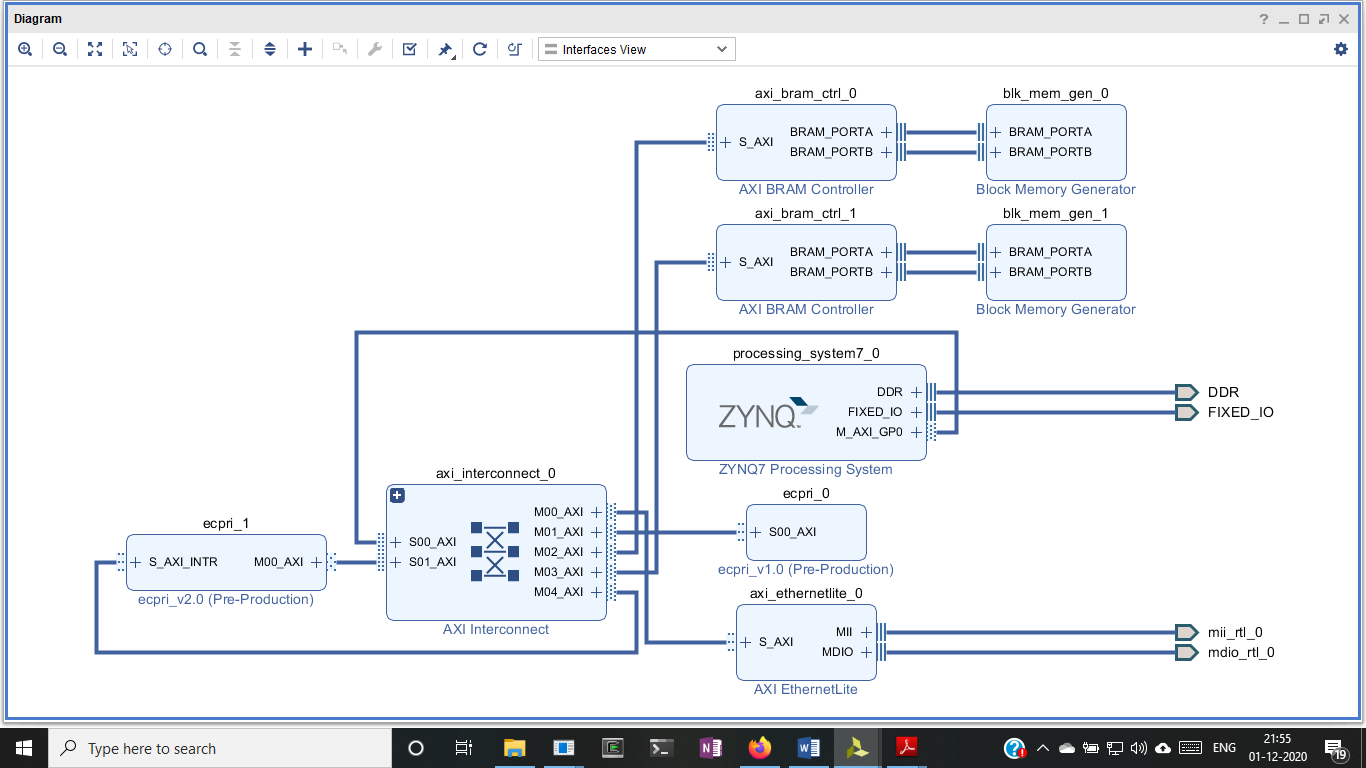 Diagram
?
Interfaces View
axi_bram_ctrl_0
S_AXI
BRAM_PORTA
BRAM_PORTB
AXI BRAM Controller
blk_mem_gen_0
BRAM_PORTA
BRAM_PORTB
Block Memory Generator
axi_bram_ctrl_1
S_AXI
BRAM_PORTA
BRAM_PORTB
AXI BRAM Controller
blk_mem_gen_1
BRAM_PORTA
BRAM_PORTB
Block Memory Generator
processing_system7_0
ZYNQ
DDR
FIXED_IO
M_AXI_GP0
ZYNQ7 Processing System
DDR
FIXED_IO
axi_interconnect_0
S00_AXI
S01_AXI
M00_AXI
M01_AXI
M02_AXI
M03_AXI
M04_AXI
AXI Interconnect
ecpri_0
S00_AXI
ecpri_v1.0 (Pre-Production)
ecpri_1
S_AXI_INTR
M00_AXI
ecpri_v2.0 (Pre-Production)
axi_ethernetlite_0
S_AXI
MII
MDIO
AXI EthernetLite
mii_rtl_0
mdio_rtl_0
Type here to search
ENG
21:55
01-12-2020
19